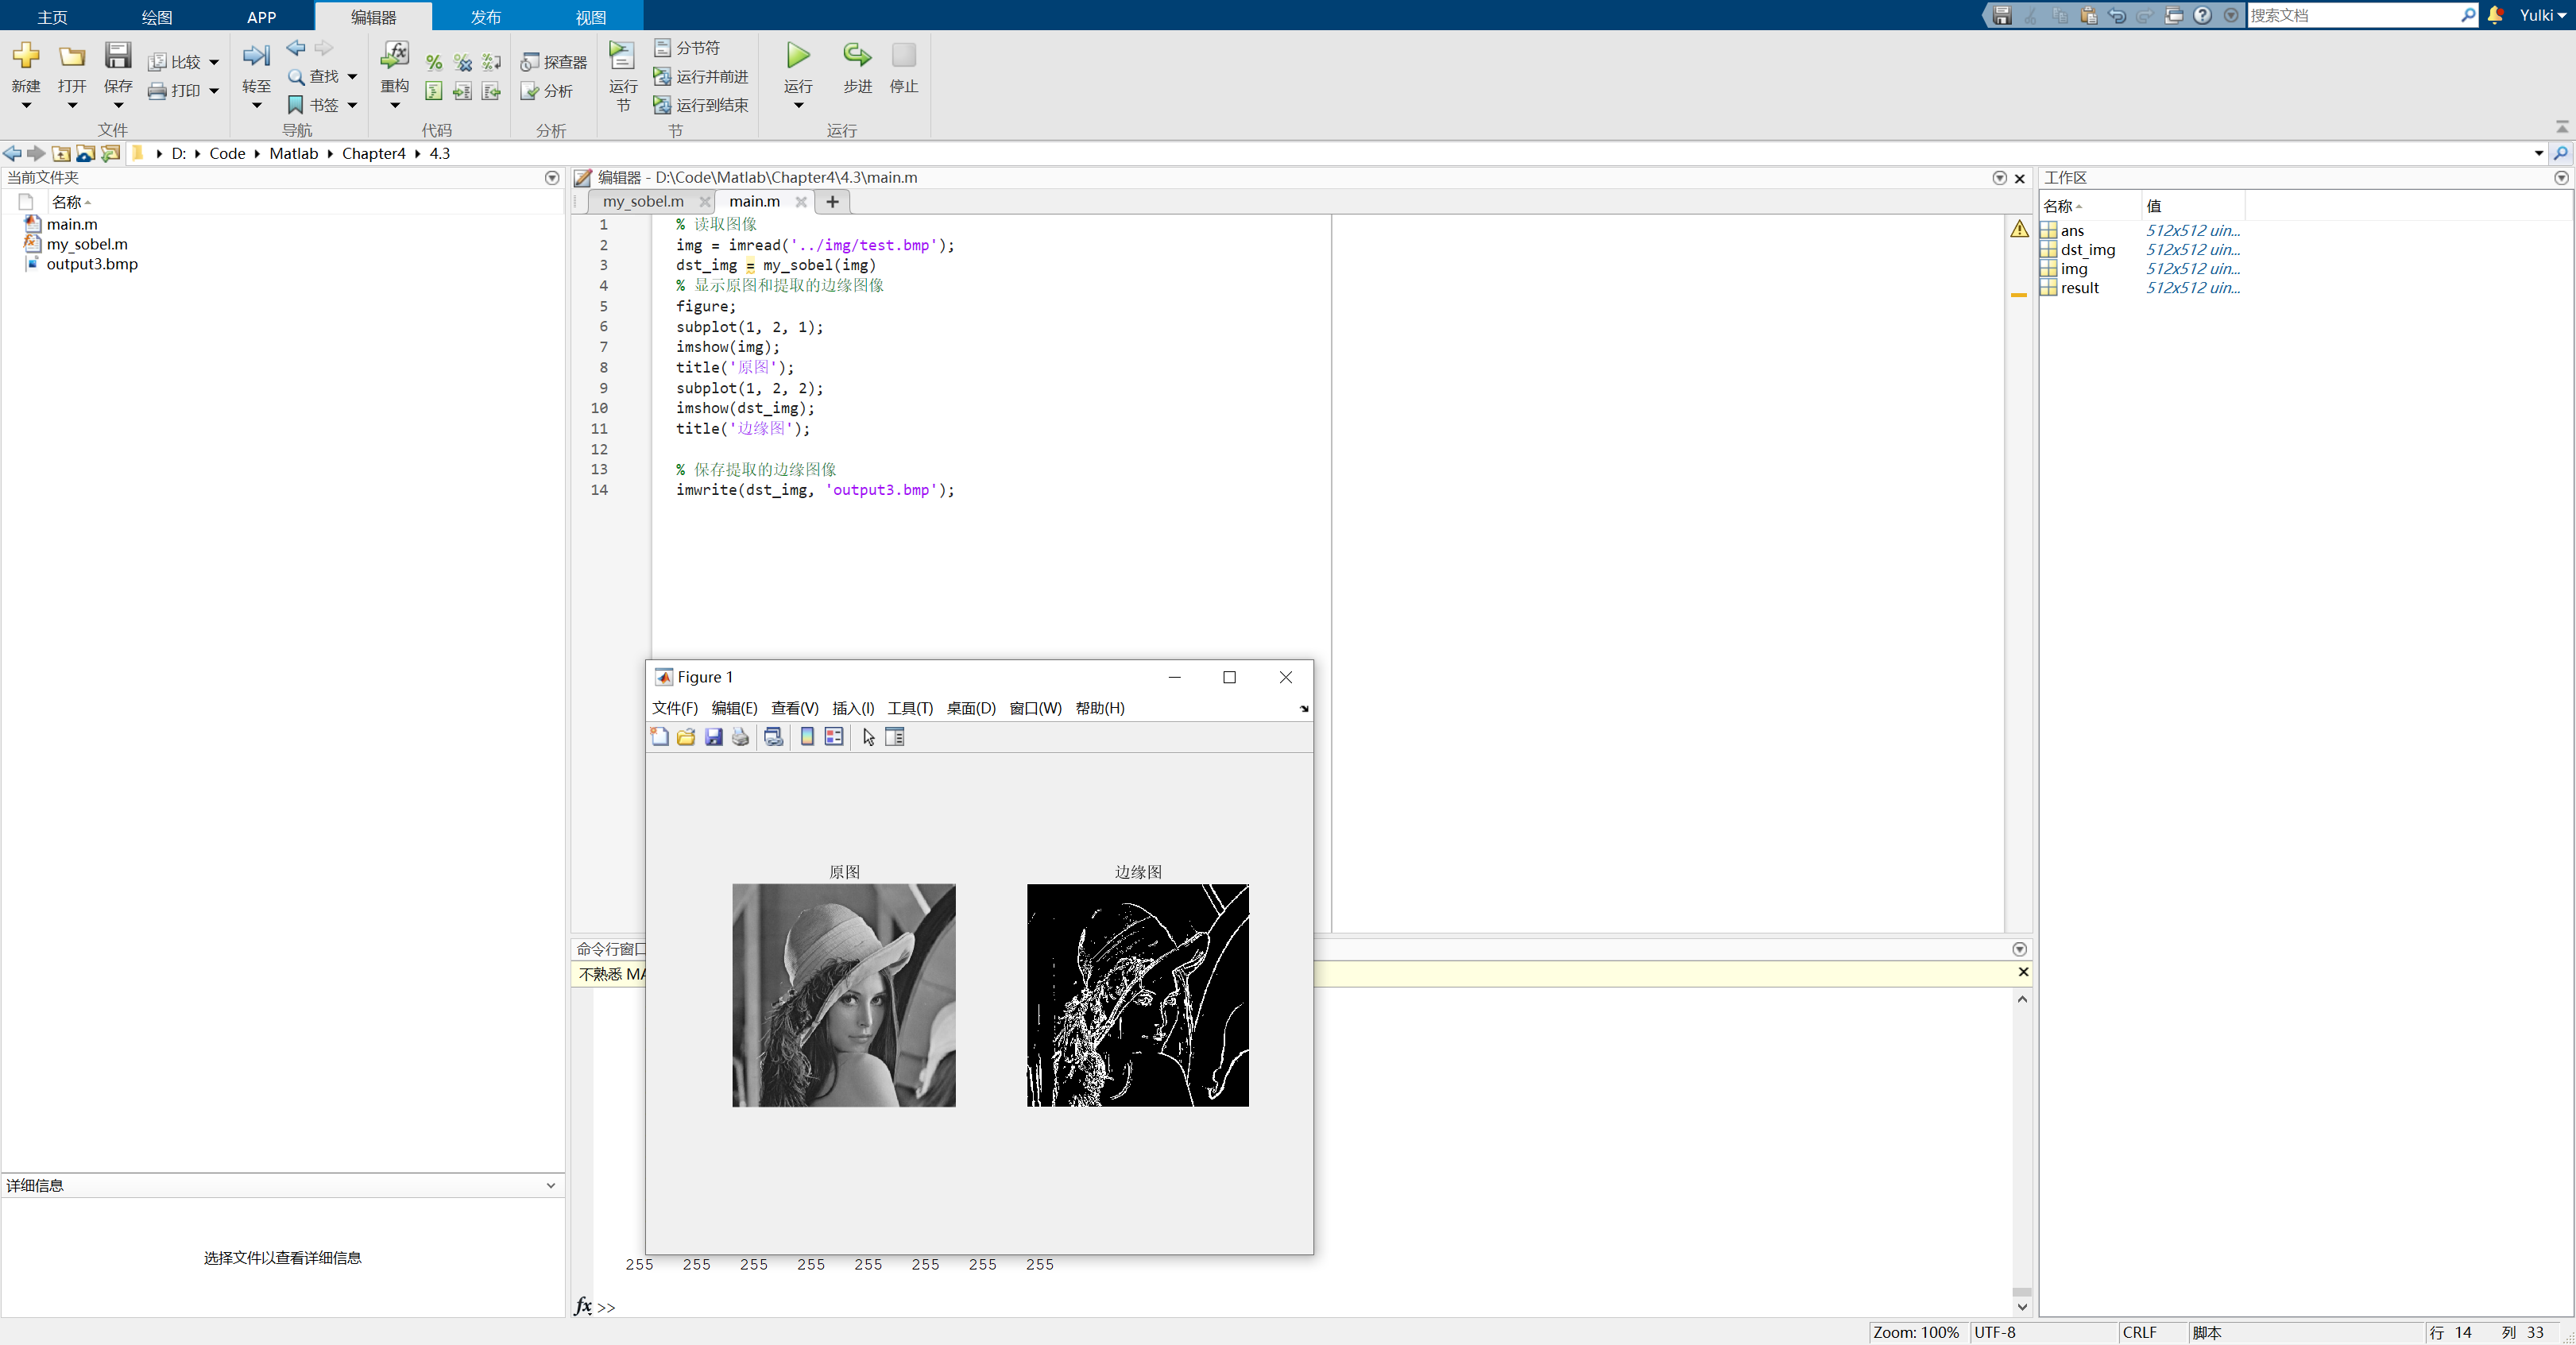 主页 绘图 APP 编辑器 发布 视图 搜索文档 Yulki
新建 打开 保存 比较 打印 转至 查找 书签 重构 探查器 分析 运行节 分节符 运行并前进 运行到结束 运行 步进 停止
文件 导航 代码 分析 节 运行
D: Code Matlab Chapter4 4.3
当前文件夹
名称
main.m
my_sobel.m
output3.bmp
详细信息
选择文件以查看详细信息
编辑器 - D:\Code\Matlab\Chapter4\4.3\main.m
my_sobel.m main.m
1 % 读取图像
2 img = imread('../img/test.bmp');
3 dst_img = my_sobel(img)
4 % 显示原图和提取的边缘图像
5 figure;
6 subplot(1, 2, 1);
7 imshow(img);
8 title('原图');
9 subplot(1, 2, 2);
10 imshow(dst_img);
11 title('边缘图');
12
13 % 保存提取的边缘图像
14 imwrite(dst_img, 'output3.bmp');
Figure 1
文件(F) 编辑(E) 查看(V) 插入(I) 工具(T) 桌面(D) 窗口(W) 帮助(H)
原图 边缘图
命令行窗口
不熟悉 MA
255 255 255 255 255 255 255 255
fx >>
工作区
名称 值
ans 512x512 uin...
dst_img 512x512 uin...
img 512x512 uin...
result 512x512 uin...
Zoom: 100% UTF-8 CRLF 脚本 行 14 列 33